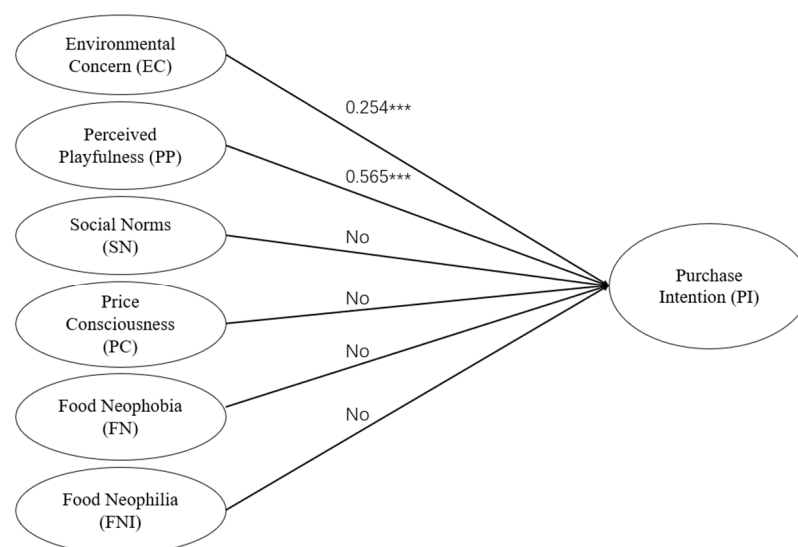 Environmental
Concern (EC)
0.254***
Perceived
Playfulness (PP)
0.565***
Social Norms
(SN)
No
Purchase
Intention (PI)
Price
Consciousness
(PC)
No
Food Neophobia
(FN)
No
Food Neophilia
(FNI)
No